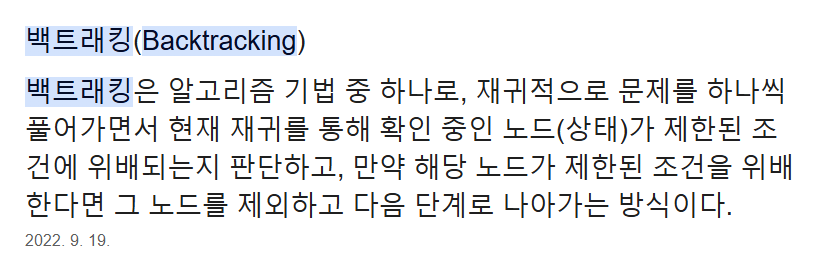 백트래킹(Backtracking)
백트래킹은 알고리즘 기법 중 하나로, 재귀적으로 문제를 하나씩
풀어가면서 현재 재귀를 통해 확인 중인 노드(상태)가 제한된 조
건에 위배되는지 판단하고, 만약 해당 노드가 제한된 조건을 위배
한다면 그 노드를 제외하고 다음 단계로 나아가는 방식이다.
2022. 9. 19.